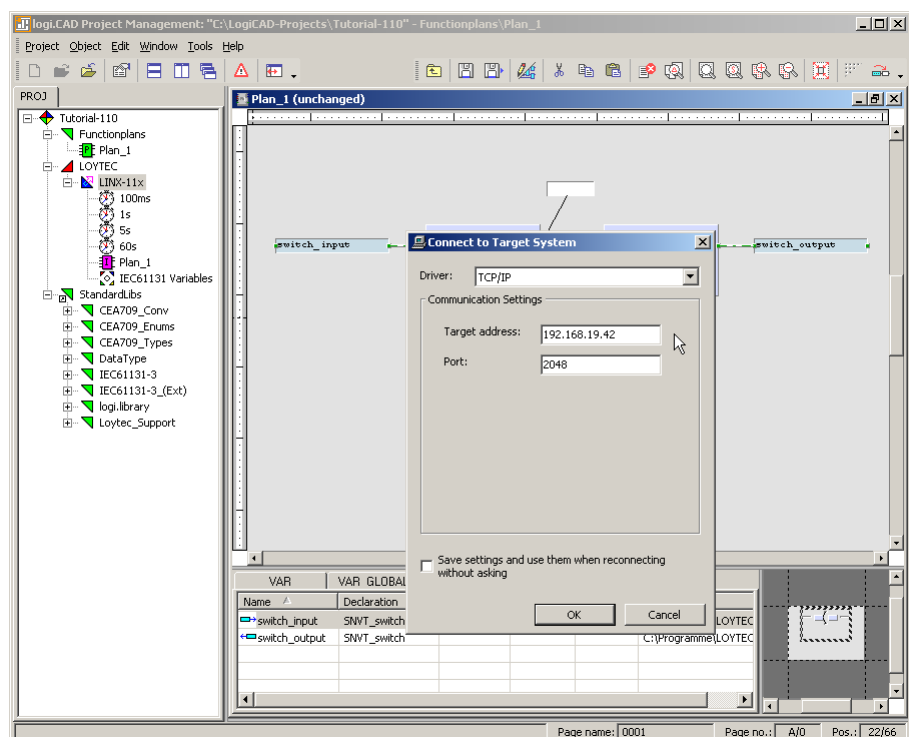 logi.CAD Project Management: "C:\LogiCAD-Projects\Tutorial-110" - Functionplans\Plan_1
Project Object Edit Window Tools Help
PROJ
Tutorial-110
Functionplans
Plan_1
LOYTEC
LINX-11x
100ms
1s
5s
60s
Plan_1
IEC61131 Variables
StandardLibs
CEA709_Conv
CEA709_Enums
CEA709_Types
DataType
IEC61131-3
IEC61131-3_(Ext)
logi.library
Loytec_Support
Plan_1 (unchanged)
switch_input
switch_output
Connect to Target System
Driver: TCP/IP
Communication Settings
Target address: 192.168.19.42
Port: 2048
Save settings and use them when reconnecting
without asking
OK Cancel
VAR VAR GLOBAL
Name Declaration
switch_input SNVT_switch LOYTEC
switch_output SNVT_switch C:\Programme\LOYTEC
Page name: 0001 Page no.: A/0 Pos.: 22/66